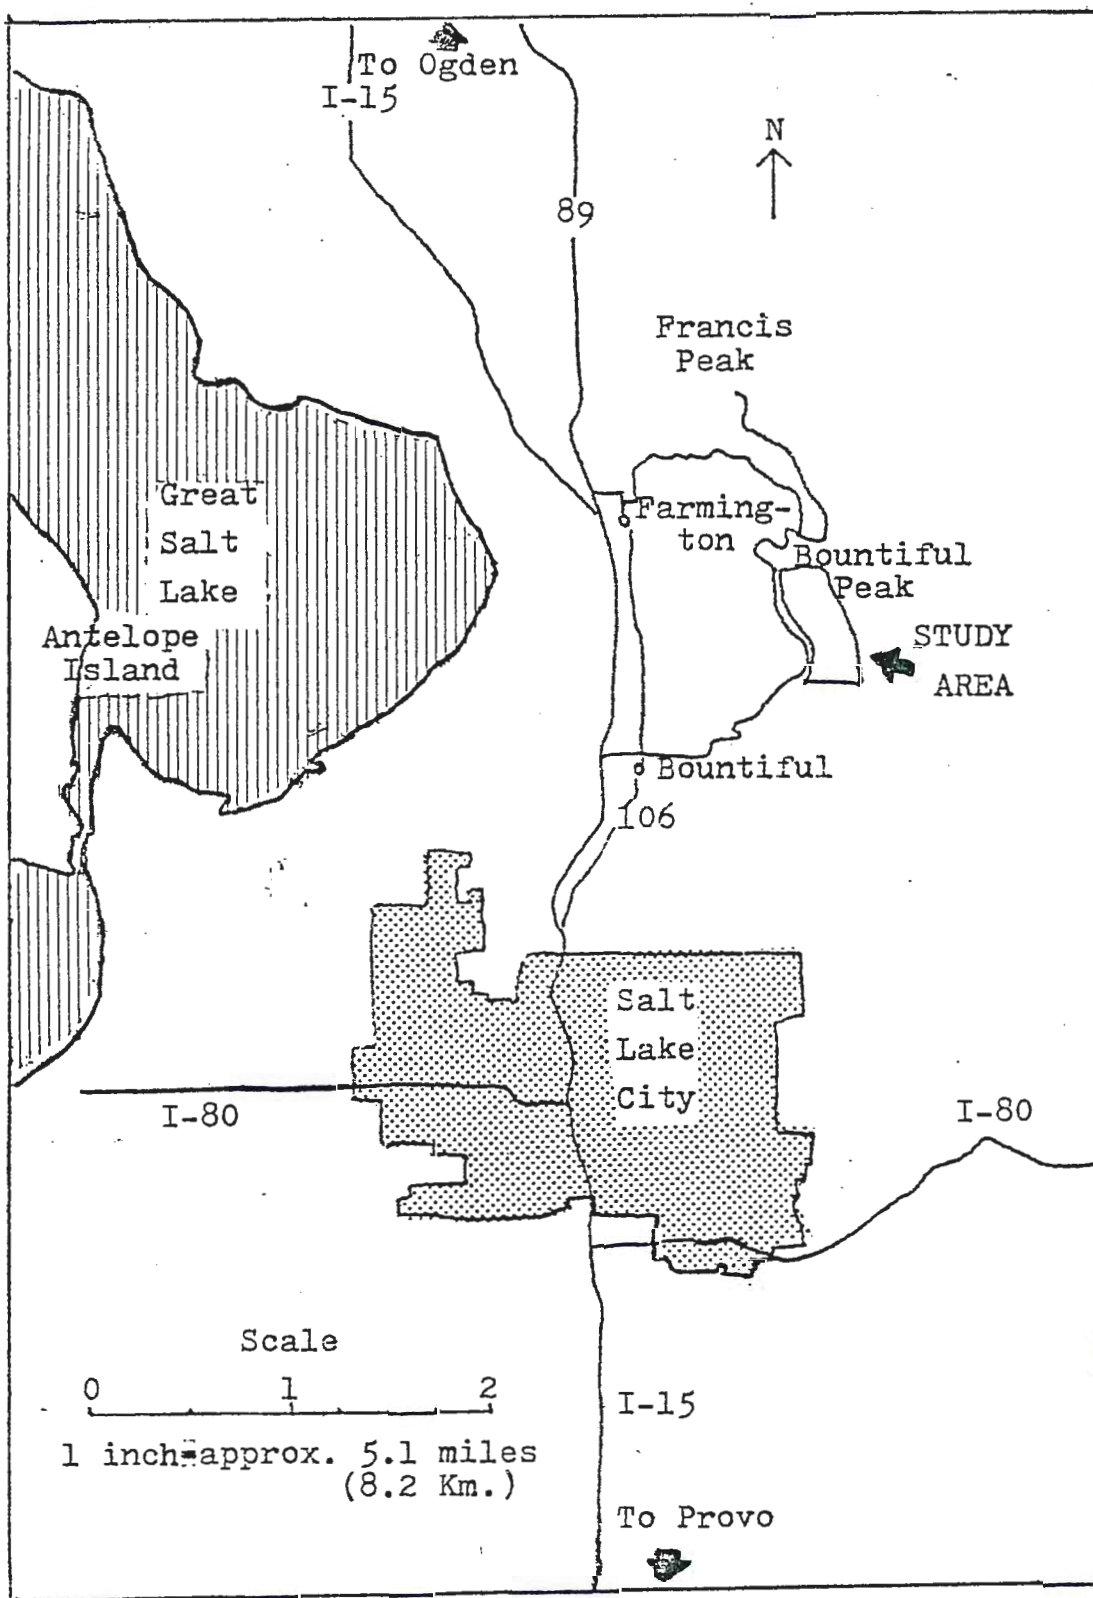 To Ogden
I-15
N
89
Francis
Peak
Great
Salt
Lake
Farming-
ton
Bountiful
Peak
Antelope
Island
STUDY
AREA
Bountiful
106
Salt
Lake
City
I-80
I-80
Scale
0 1 2
1 inch=approx. 5.1 miles
(8.2 Km.)
I-15
To Provo